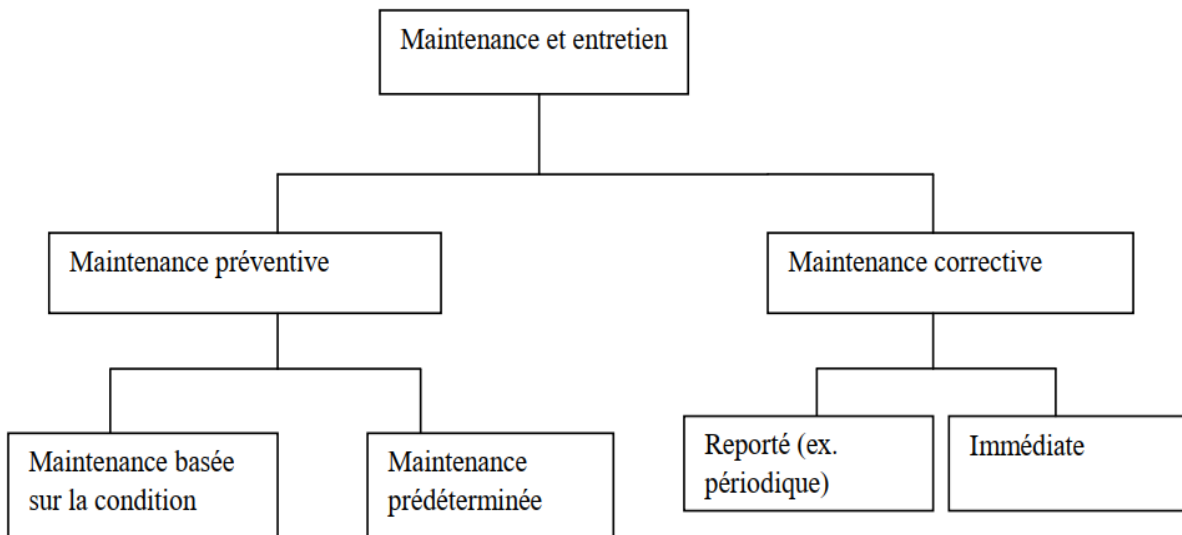 Maintenance et entretien
Maintenance préventive
Maintenance corrective
Maintenance basée
sur la condition
Maintenance
prédéterminée
Reporté (ex.
périodique)
Immédiate